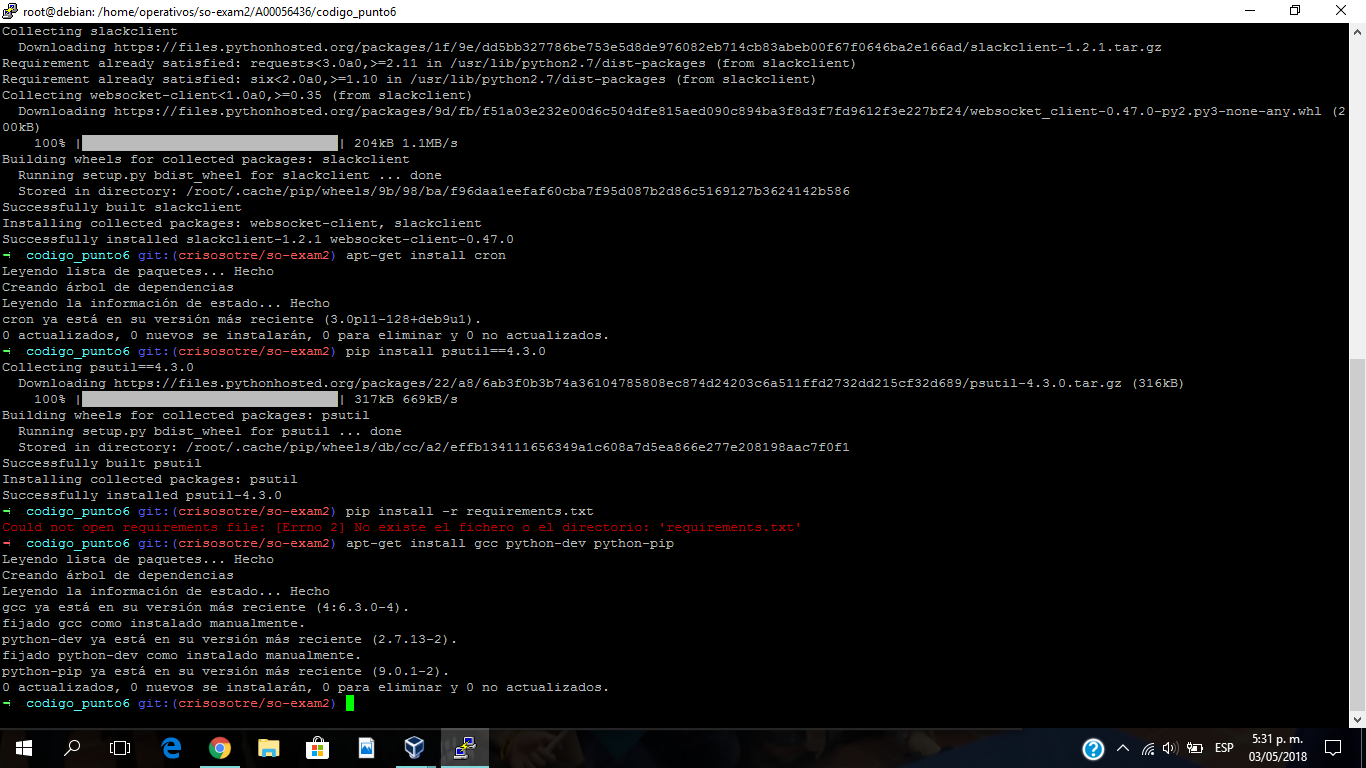 root@debian: /home/operativos/so-exam2/A00056436/codigo_punto6
Collecting slackclient
  Downloading https://files.pythonhosted.org/packages/1f/9e/dd5bb327786be753e5d8de976082eb714cb83abeb00f67f0646ba2e166ad/slackclient-1.2.1.tar.gz
Requirement already satisfied: requests<3.0a0,>=2.11 in /usr/lib/python2.7/dist-packages (from slackclient)
Requirement already satisfied: six<2.0a0,>=1.10 in /usr/lib/python2.7/dist-packages (from slackclient)
Collecting websocket-client<1.0a0,>=0.35 (from slackclient)
  Downloading https://files.pythonhosted.org/packages/9d/fb/f51a03e232e00d6c504dfe815aed090c894ba3f8d3f7fd9612f3e227bf24/websocket_client-0.47.0-py2.py3-none-any.whl (2
00kB)
    100% |                                | 204kB 1.1MB/s
Building wheels for collected packages: slackclient
  Running setup.py bdist_wheel for slackclient ... done
  Stored in directory: /root/.cache/pip/wheels/9b/98/ba/f96daa1eefaf60cba7f95d087b2d86c5169127b3624142b586
Successfully built slackclient
Installing collected packages: websocket-client, slackclient
Successfully installed slackclient-1.2.1 websocket-client-0.47.0
codigo_punto6 git:(crisosotre/so-exam2) apt-get install cron
Leyendo lista de paquetes... Hecho
Creando árbol de dependencias
Leyendo la información de estado... Hecho
cron ya está en su versión más reciente (3.0pl1-128+deb9u1).
0 actualizados, 0 nuevos se instalarán, 0 para eliminar y 0 no actualizados.
codigo_punto6 git:(crisosotre/so-exam2) pip install psutil==4.3.0
Collecting psutil==4.3.0
  Downloading https://files.pythonhosted.org/packages/22/a8/6ab3f0b3b74a36104785808ec874d24203c6a511ffd2732dd215cf32d689/psutil-4.3.0.tar.gz (316kB)
    100% |                                | 317kB 669kB/s
Building wheels for collected packages: psutil
  Running setup.py bdist_wheel for psutil ... done
  Stored in directory: /root/.cache/pip/wheels/db/cc/a2/effb134111656349a1c608a7d5ea866e277e208198aac7f0f1
Successfully built psutil
Installing collected packages: psutil
Successfully installed psutil-4.3.0
codigo_punto6 git:(crisosotre/so-exam2) pip install -r requirements.txt
Could not open requirements file: [Errno 2] No existe el fichero o el directorio: 'requirements.txt'
codigo_punto6 git:(crisosotre/so-exam2) apt-get install gcc python-dev python-pip
Leyendo lista de paquetes... Hecho
Creando árbol de dependencias
Leyendo la información de estado... Hecho
gcc ya está en su versión más reciente (4:6.3.0-4).
fijado gcc como instalado manualmente.
python-dev ya está en su versión más reciente (2.7.13-2).
fijado python-dev como instalado manualmente.
python-pip ya está en su versión más reciente (9.0.1-2).
0 actualizados, 0 nuevos se instalarán, 0 para eliminar y 0 no actualizados.
codigo_punto6 git:(crisosotre/so-exam2)
ESP
5:31 p. m.
03/05/2018